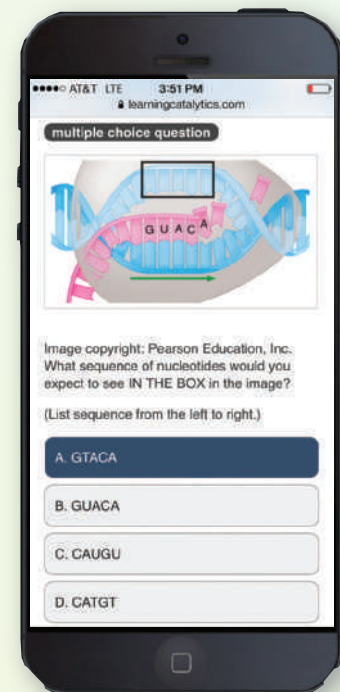 AT&T LTE 3:51 PM
learningcatalytics.com
multiple choice question
G U A C A
Image copyright: Pearson Education, Inc.
What sequence of nucleotides would you
expect to see IN THE BOX in the image?
(List sequence from the left to right.)
A. GTACA
B. GUACA
C. CAUGU
D. CATGT